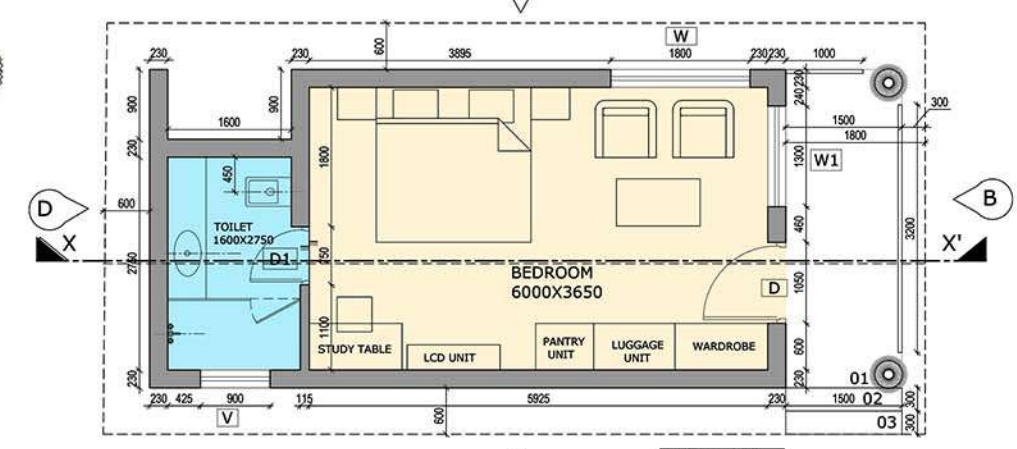 230
230
3895
600
W
1800
230
230
1000
900
900
230
240
300
1600
1500
1800
230
1800
1300
W1
450
D
600
TOILET
1600X2750
460
3200
B
X
2750
D1
750
BEDROOM
6000X3650
D
1050
X'
1100
STUDY TABLE
LCD UNIT
PANTRY
UNIT
LUGGAGE
UNIT
WARDROBE
600
230
230
01
230
425
900
115
5925
230
1500
02
300
V
600
03
300